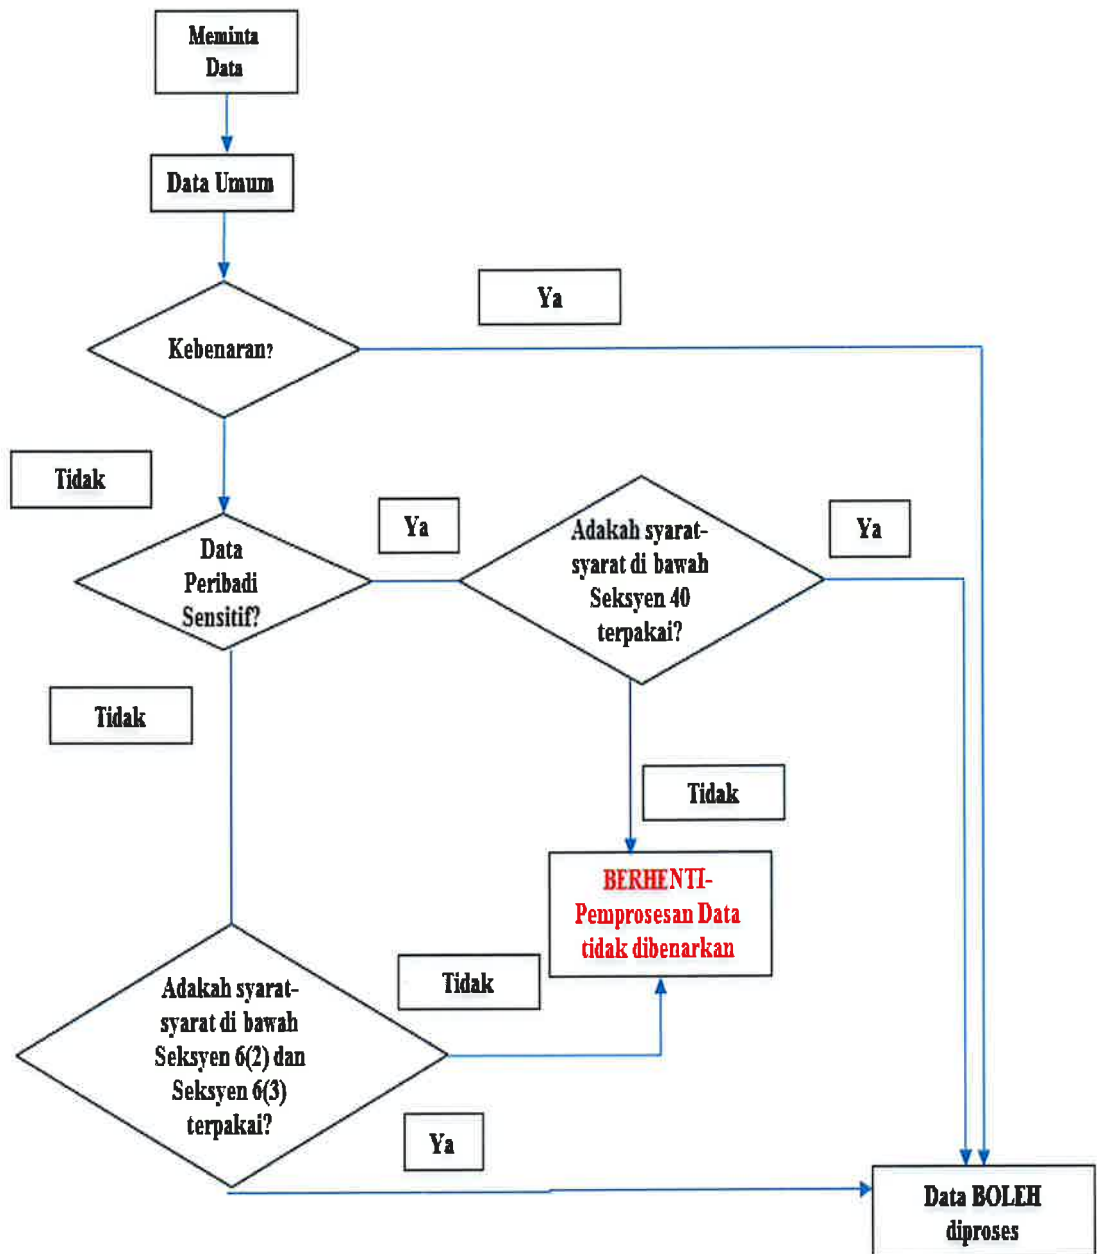 Meminta
Data
Data Umum
Ya
Kebenaran?
Tidak
Data
Peribadi
Sensitif?
Ya
Adakah syarat-
syarat di bawah
Seksyen 40
terpakai?
Ya
Tidak
Tidak
BERHENTI-
Pemprosesan Data
tidak dibenarkan
Adakah syarat-
syarat di bawah
Seksyen 6(2) dan
Seksyen 6(3)
terpakai?
Tidak
Ya
Data BOLEH
diproses